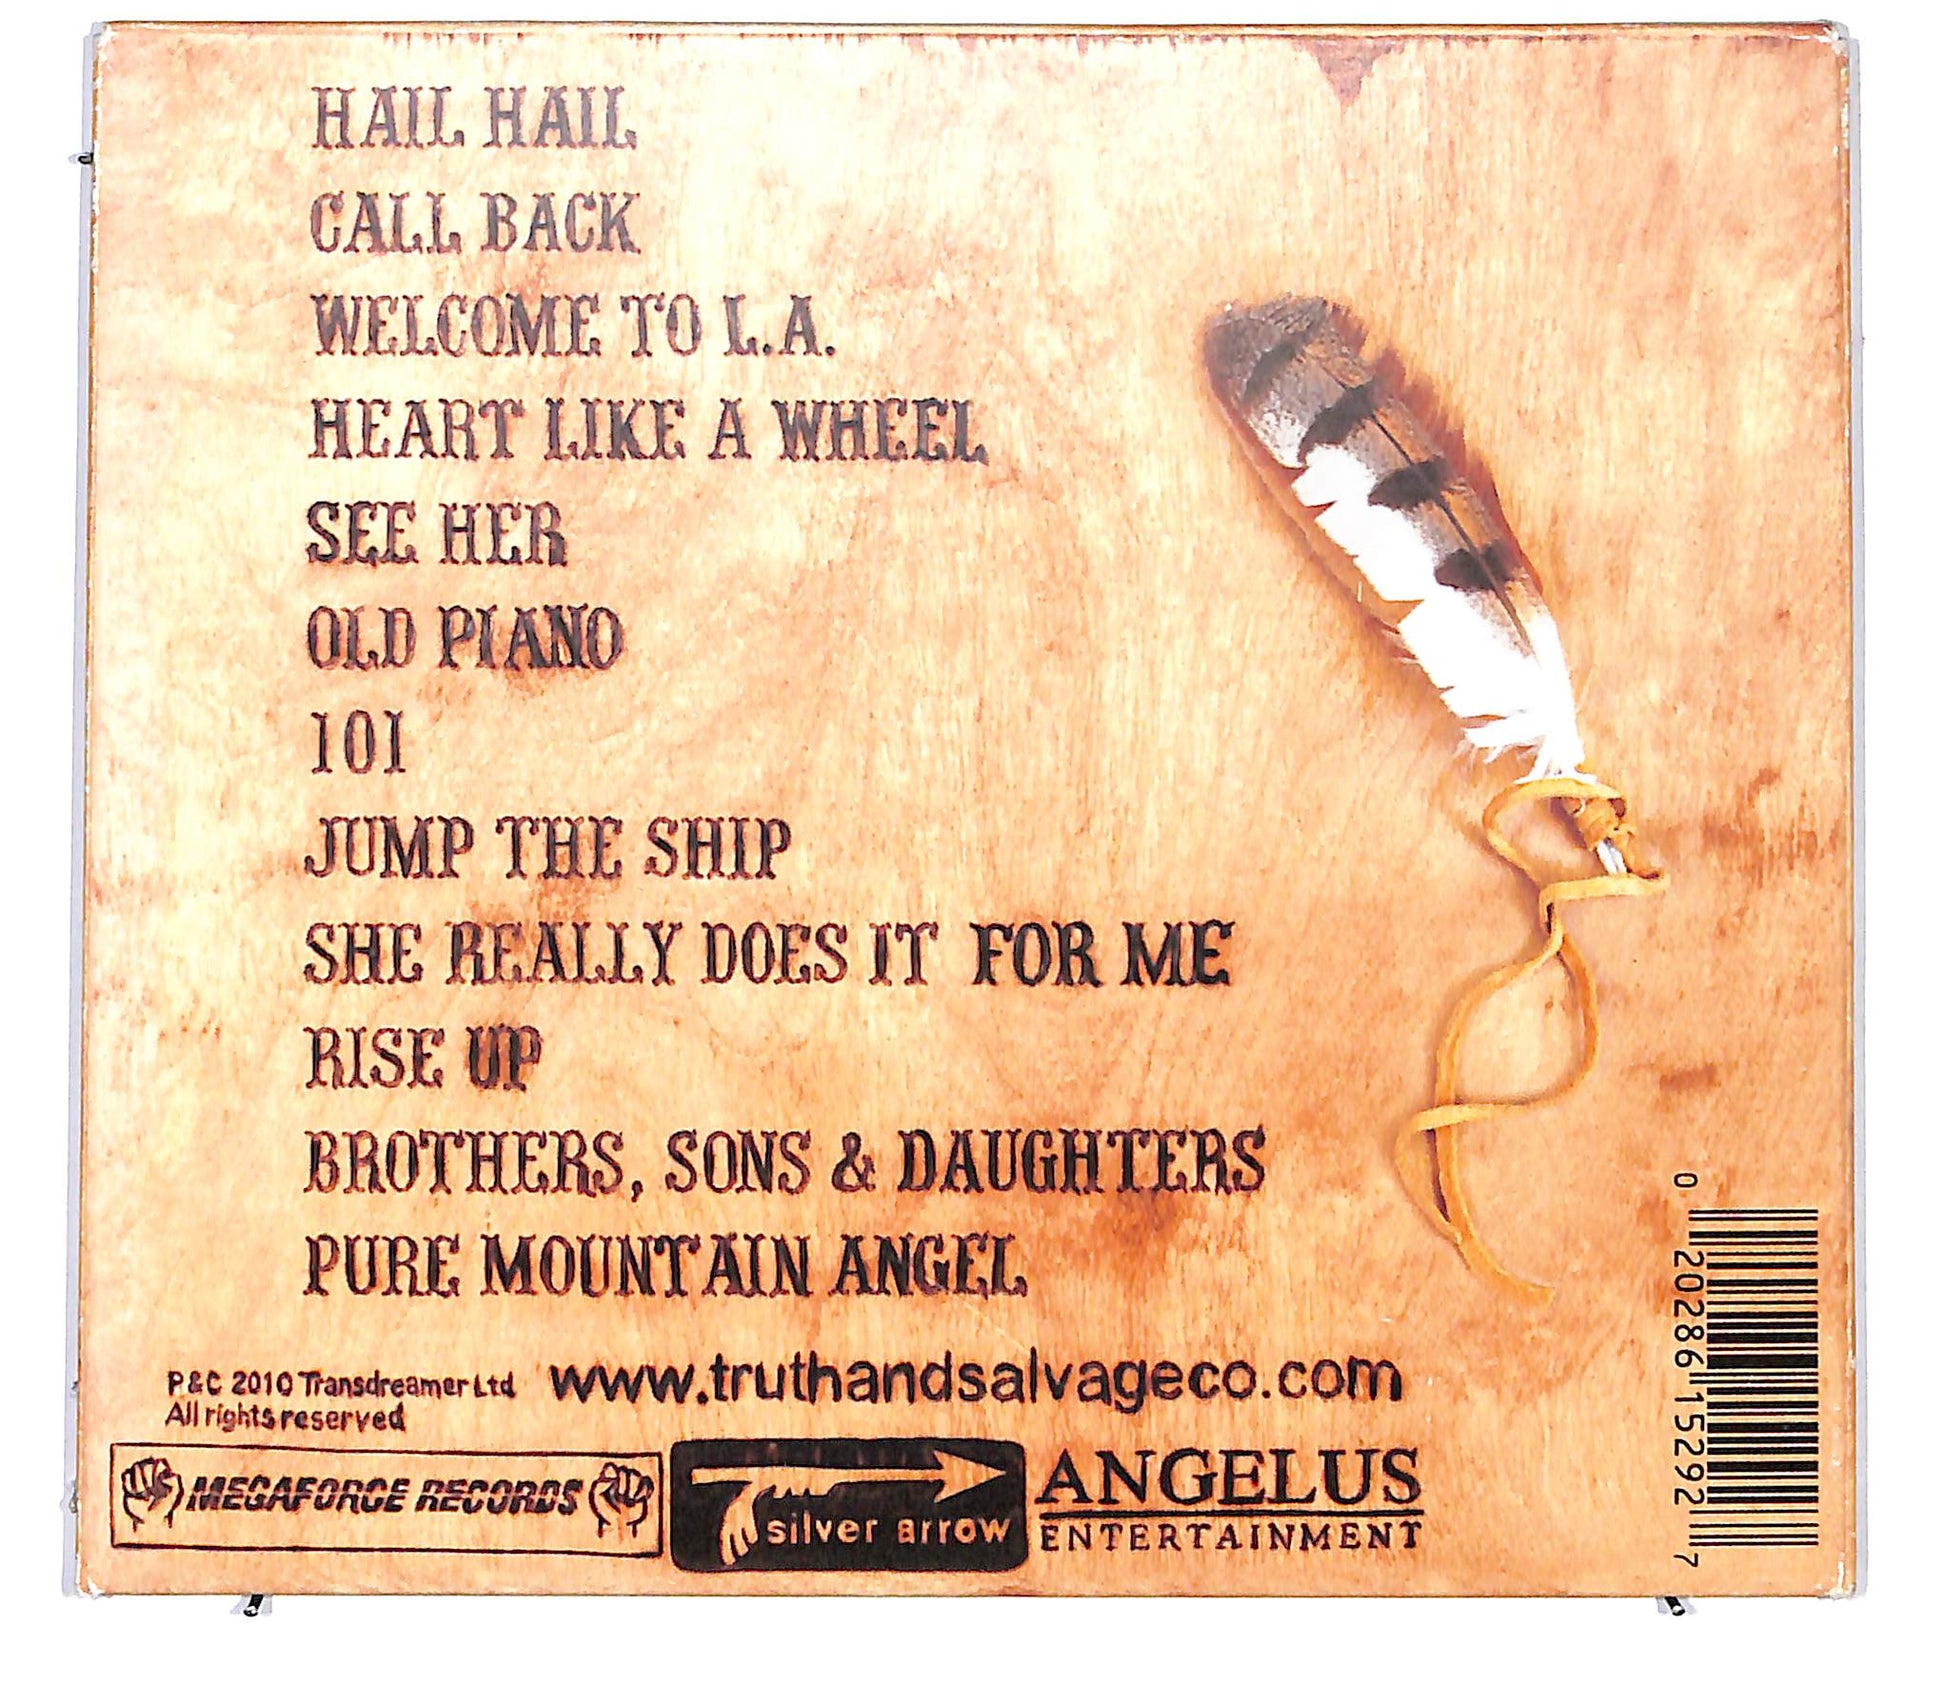 HAIL HAIL
CALL BACK
WELCOME TO L.A.
HEART LIKE A WHEEL
SEE HER
OLD PIANO
101
JUMP THE SHIP
SHE REALLY DOES IT FOR ME
RISE UP
BROTHERS, SONS & DAUGHTERS
PURE MOUNTAIN ANGEL
P&C 2010 Transdreamer Ltd
All rights reserved
www.truthandsalvageco.com
MEGAFORCE RECORDS
silver arrow
ANGELUS
ENTERTAINMENT
0 20286 15292 7